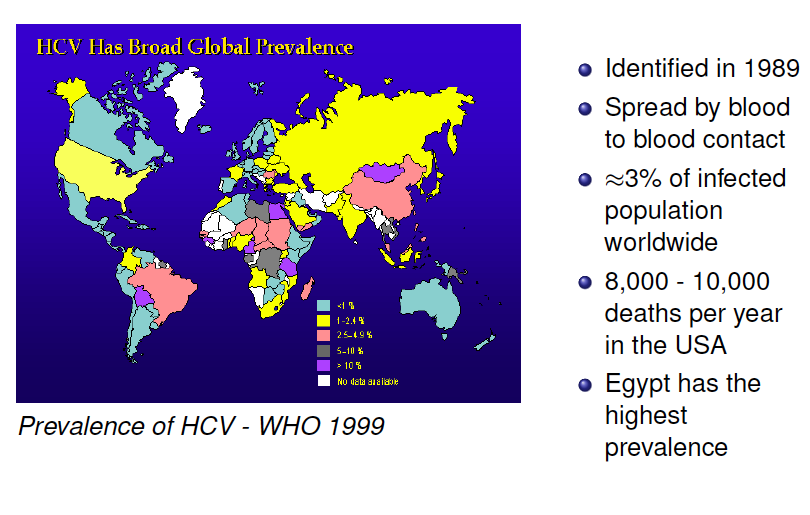 HCV Has Broad Global Prevalence
<1 %
1-2.4 %
2.5-4.9 %
5-10 %
> 10 %
No data available
Prevalence of HCV - WHO 1999
Identified in 1989
Spread by blood
to blood contact
≈3% of infected
population
worldwide
8,000 - 10,000
deaths per year
in the USA
Egypt has the
highest
prevalence